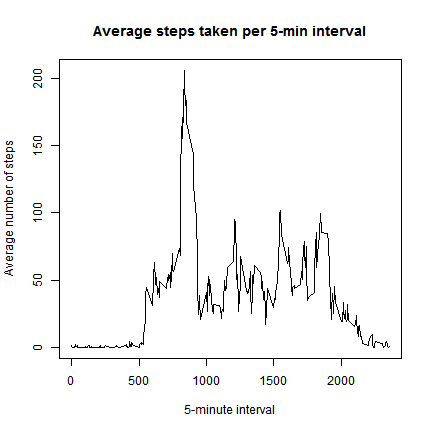 Average steps taken per 5-min interval
Average number of steps
200
150
100
50
0
0 500 1000 1500 2000
5-minute interval